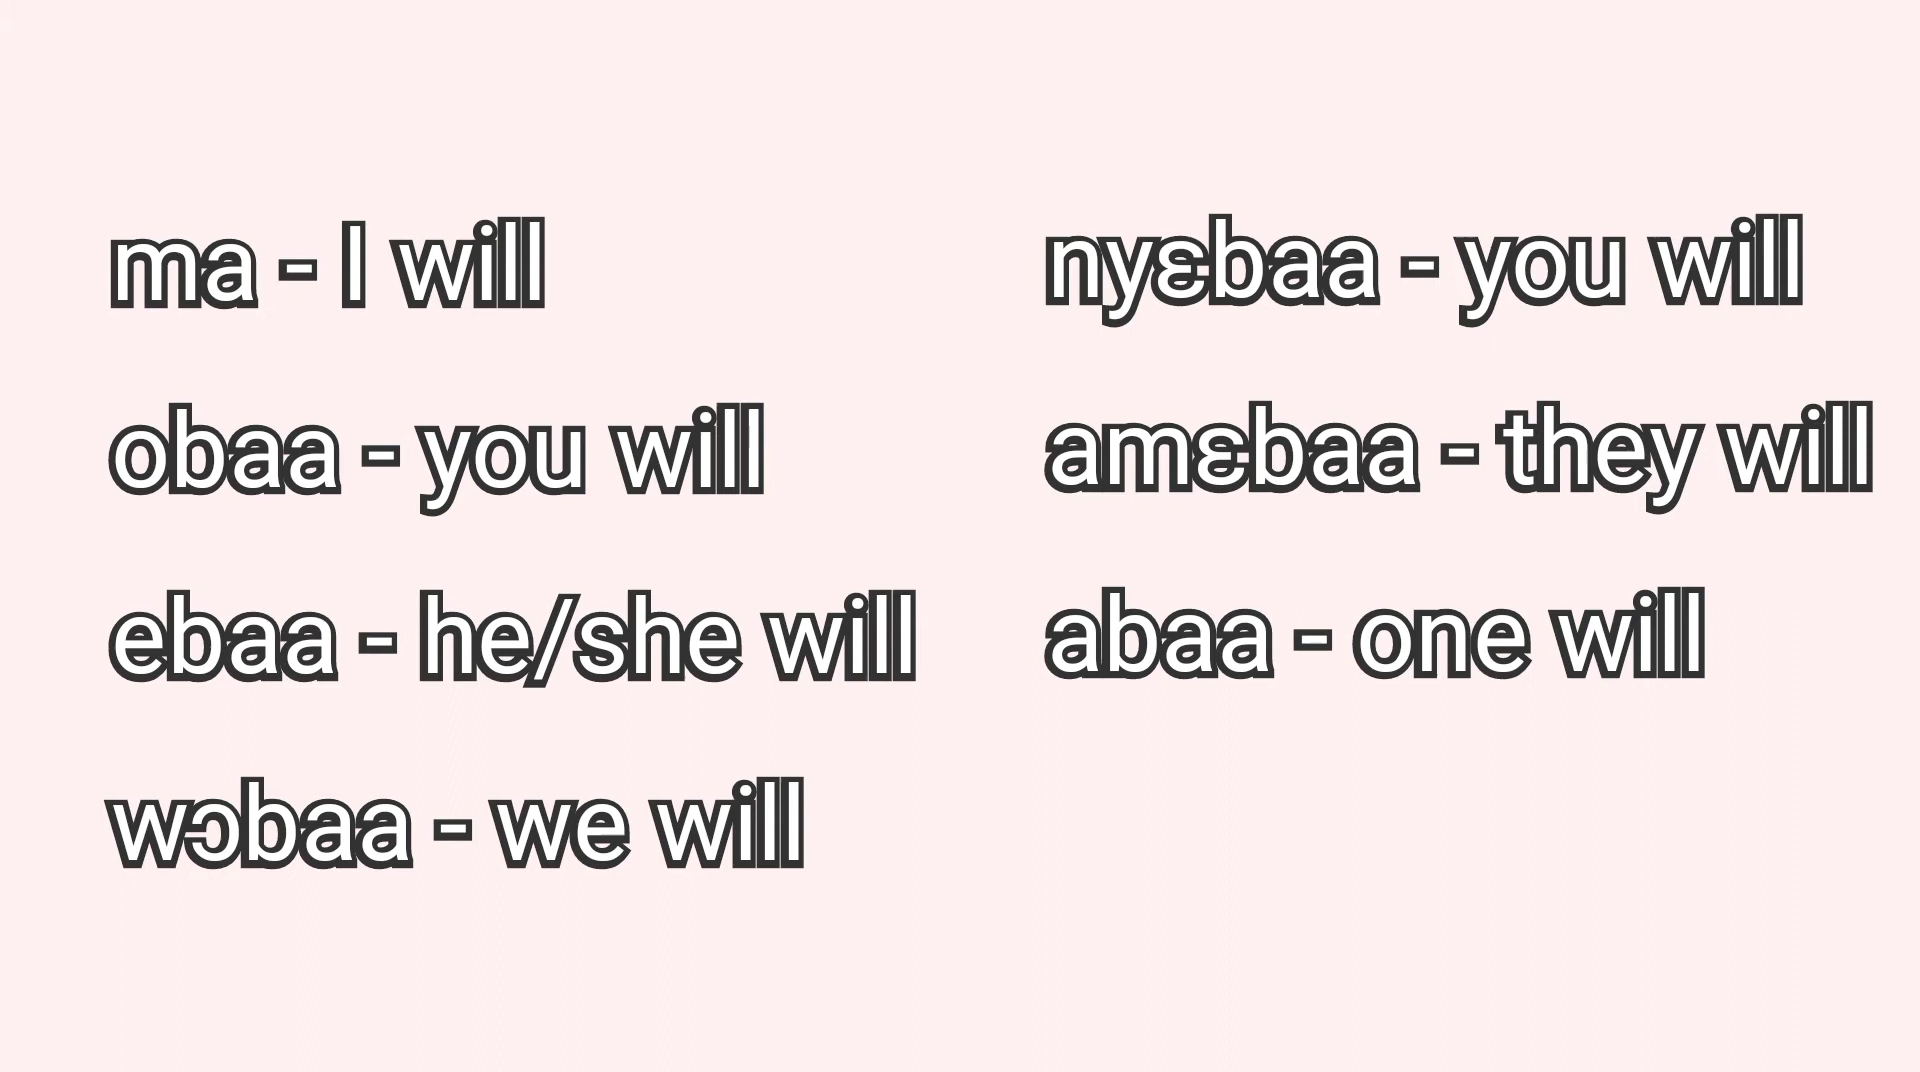 ma - I will
obaa - you will
ebaa - he/she will
wɔbaa - we will
nyɛbaa - you will
amɛbaa - they will
abaa - one will